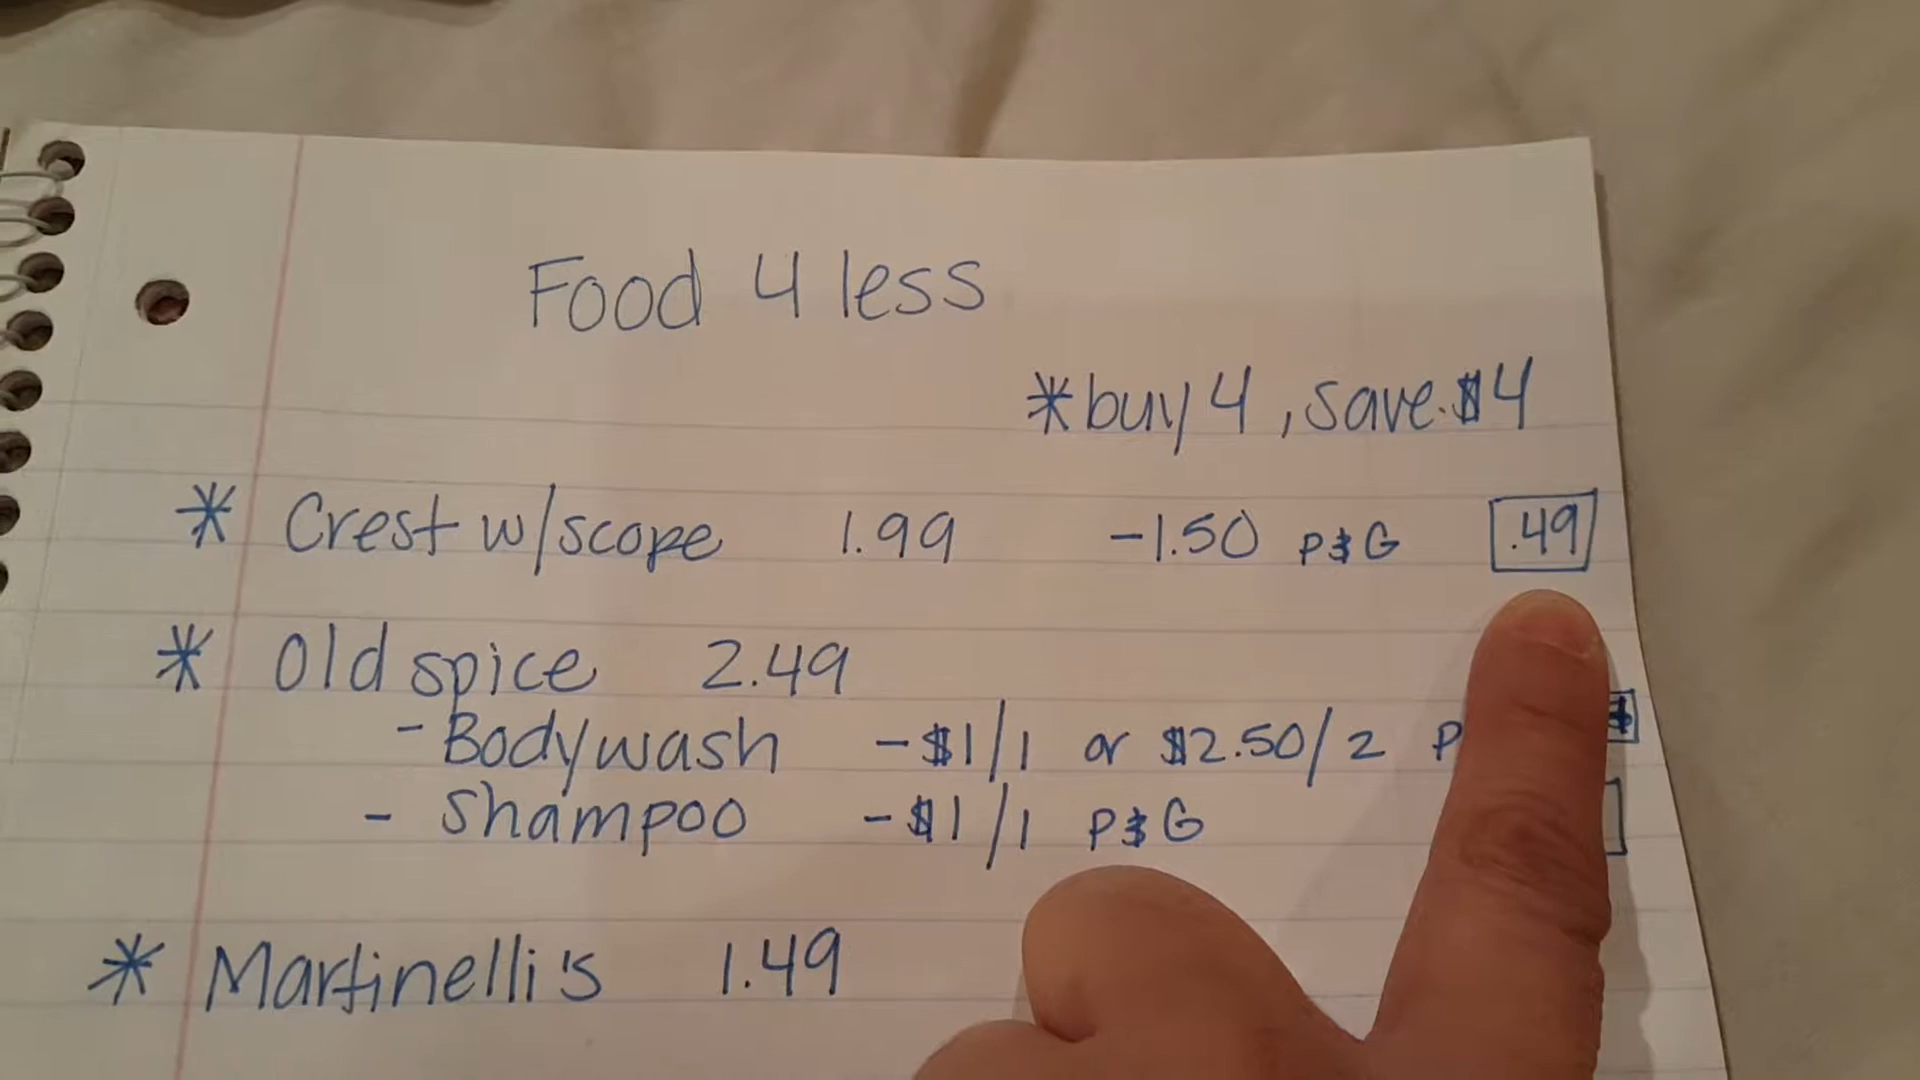 Food 4 less
*buy 4, save $4
* Crest w/scope 1.99 -1.50 P&G .49
* Old spice 2.49
- Bodywash -$1/1 or $2.50/2 P
- Shampoo -$1/1 P&G
* Martinelli's 1.49